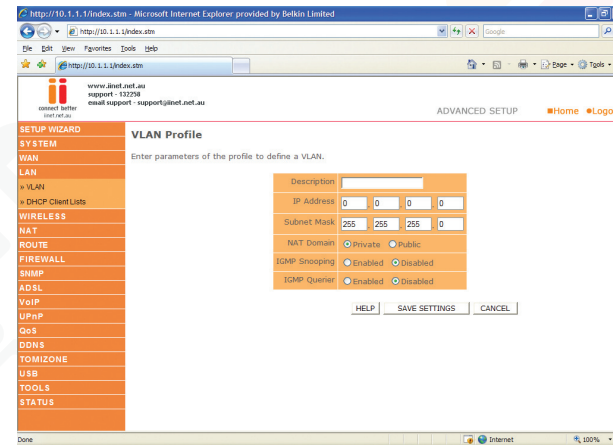 http://10.1.1.1/index.stm - Microsoft Internet Explorer provided by Belkin Limited
http://10.1.1.1/index.stm
Google
File Edit View Favorites Tools Help
http://10.1.1.1/index.stm
Page Tools
connect better
iinet.net.au
www.iinet.net.au
support - 132258
email support - support@iinet.net.au
ADVANCED SETUP
Home
Logo
SETUP WIZARD
SYSTEM
WAN
LAN
» VLAN
» DHCP Client Lists
WIRELESS
NAT
ROUTE
FIREWALL
SNMP
ADSL
VoIP
UPnP
QoS
DDNS
TOMIZONE
USB
TOOLS
STATUS
VLAN Profile
Enter parameters of the profile to define a VLAN.
Description
IP Address 0 . 0 . 0 . 0
Subnet Mask 255 . 255 . 255 . 0
NAT Domain Private Public
IGMP Snooping Enabled Disabled
IGMP Querier Enabled Disabled
HELP SAVE SETTINGS CANCEL
Done
Internet
100%